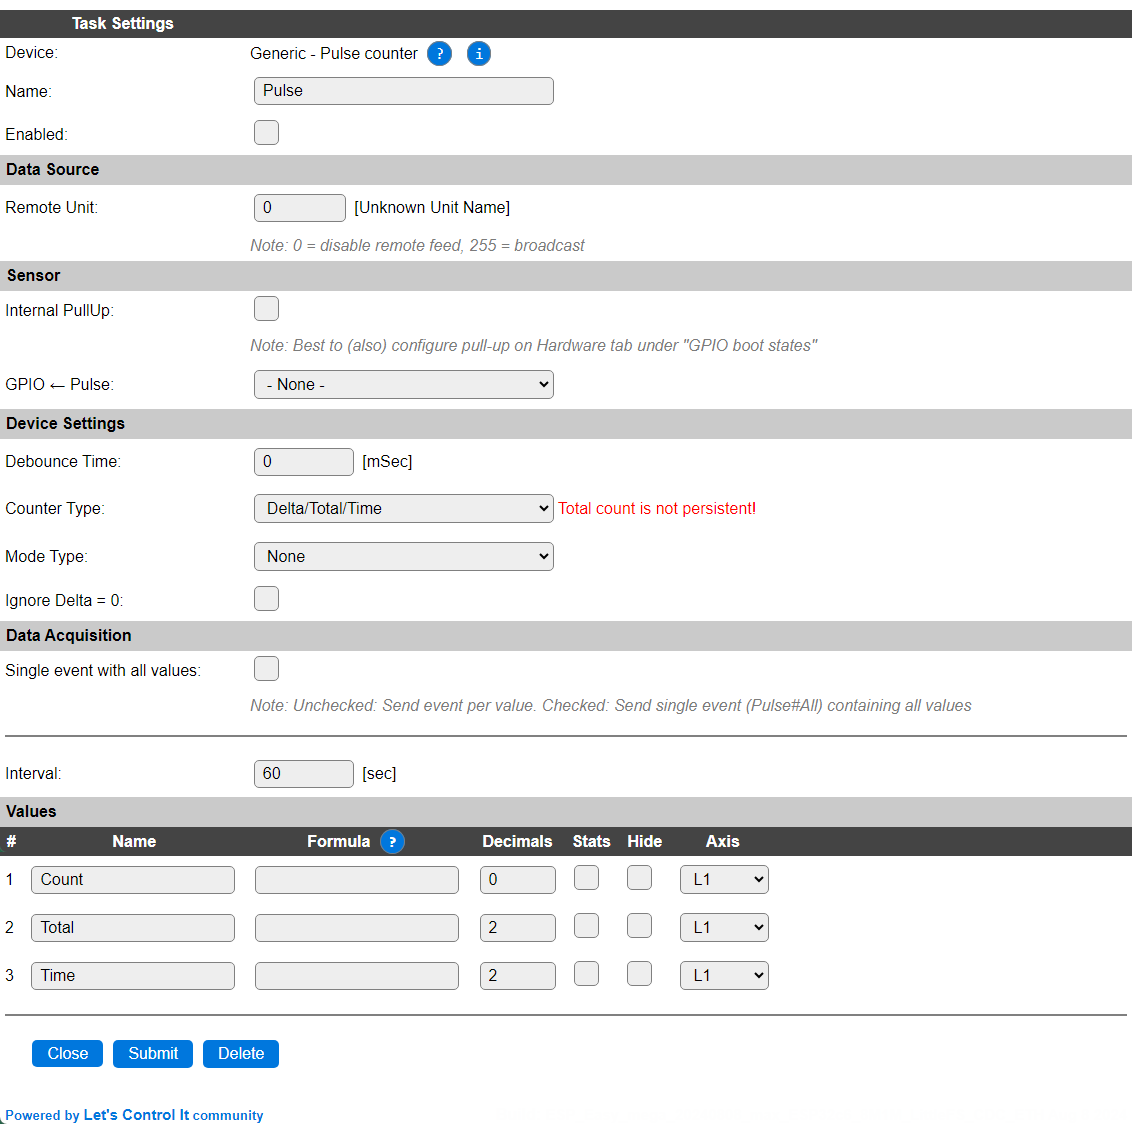 Task Settings
Device: Generic - Pulse counter ? i
Name: Pulse
Enabled:
Data Source
Remote Unit: 0 [Unknown Unit Name]
Note: 0 = disable remote feed, 255 = broadcast
Sensor
Internal PullUp:
Note: Best to (also) configure pull-up on Hardware tab under "GPIO boot states"
GPIO ← Pulse: - None -
Device Settings
Debounce Time: 0 [mSec]
Counter Type: Delta/Total/Time Total count is not persistent!
Mode Type: None
Ignore Delta = 0:
Data Acquisition
Single event with all values:
Note: Unchecked: Send event per value. Checked: Send single event (Pulse#All) containing all values
Interval: 60 [sec]
Values
# Name Formula ? Decimals Stats Hide Axis
1 Count 0 L1
2 Total 2 L1
3 Time 2 L1
Close Submit Delete
Powered by Let's Control It community